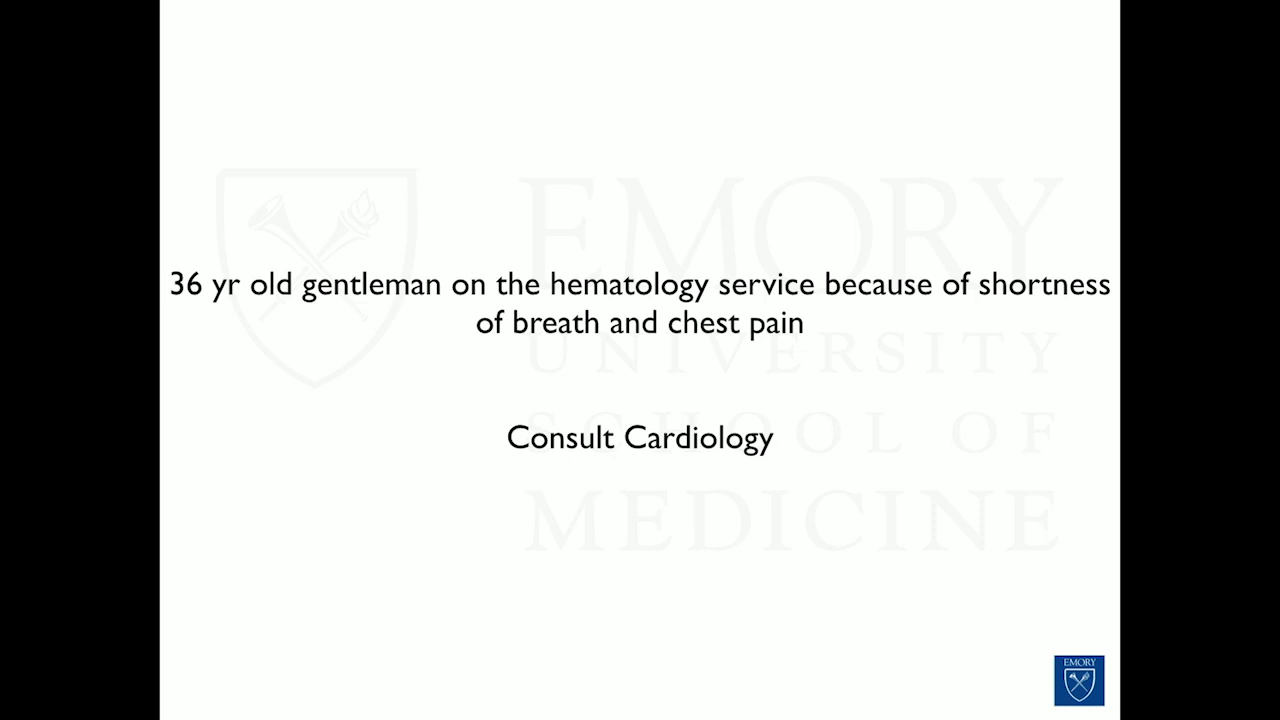 36 yr old gentleman on the hematology service because of shortness
of breath and chest pain
Consult Cardiology
EMORY
UNIVERSITY
SCHOOL OF
MEDICINE
EMORY